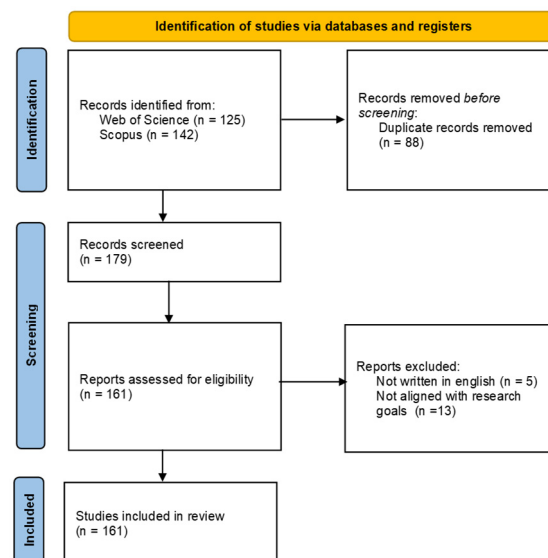 Identification of studies via databases and registers
Identification
Records identified from:
Web of Science (n = 125)
Scopus (n = 142)
Records removed before
screening:
Duplicate records removed
(n = 88)
Screening
Records screened
(n = 179)
Reports assessed for eligibility
(n = 161)
Reports excluded:
Not written in english (n = 5)
Not aligned with research
goals (n =13)
Included
Studies included in review
(n = 161)